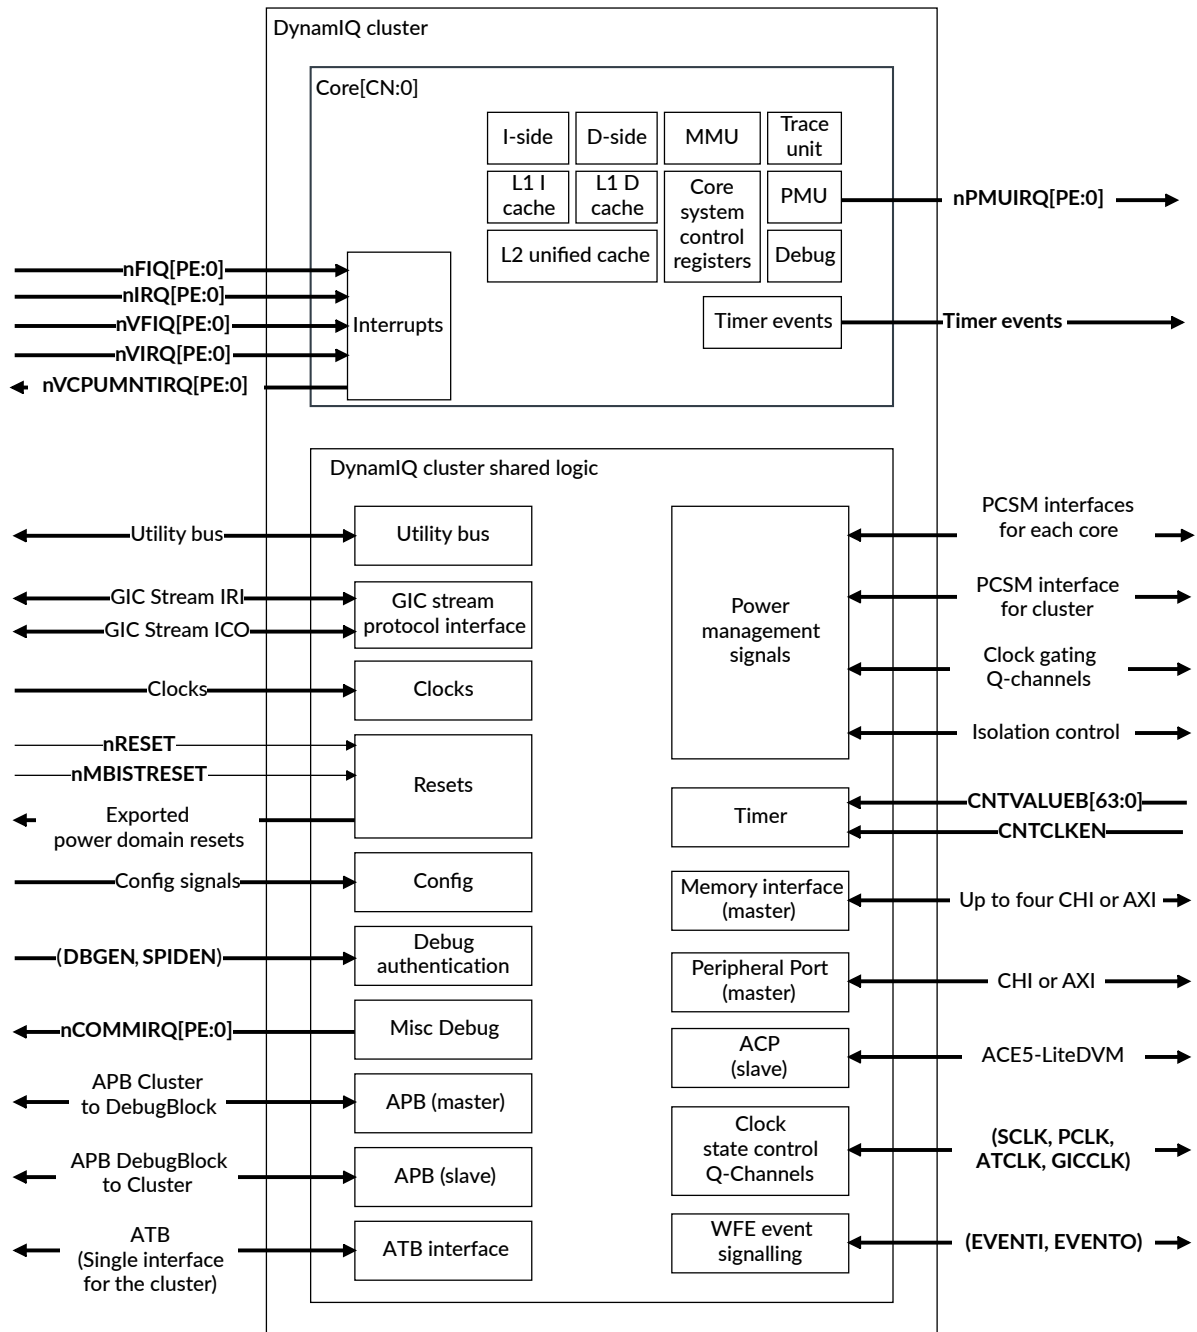 DynamIQ cluster
Core[CN:0]
I-side
D-side
MMU
Trace
unit
L1 I
cache
L1 D
cache
Core
system
control
registers
PMU
nPMUIRQ[PE:0]
L2 unified cache
Debug
nFIQ[PE:0]
nIRQ[PE:0]
nVFIQ[PE:0]
nVIRQ[PE:0]
nVCPUMNTIRQ[PE:0]
Interrupts
Timer events
Timer events
DynamIQ cluster shared logic
Utility bus
Utility bus
GIC Stream IRI
GIC Stream ICO
GIC stream
protocol interface
Clocks
Clocks
nRESET
nMBISTRESET
Exported
power domain resets
Resets
Config signals
Config
(DBGEN, SPIDEN)
Debug
authentication
nCOMMIRQ[PE:0]
Misc Debug
APB Cluster
to DebugBlock
APB (master)
APB DebugBlock
to Cluster
APB (slave)
ATB
(Single interface
for the cluster)
ATB interface
Power
management
signals
PCSM interfaces
for each core
PCSM interface
for cluster
Clock gating
Q-channels
Isolation control
Timer
CNTVALUEB[63:0]
CNTCLKEN
Memory interface
(master)
Up to four CHI or AXI
Peripheral Port
(master)
CHI or AXI
ACP
(slave)
ACE5-LiteDVM
Clock
state control
Q-Channels
(SCLK, PCLK,
ATCLK, GICCLK)
WFE event
signalling
(EVENTI, EVENTO)